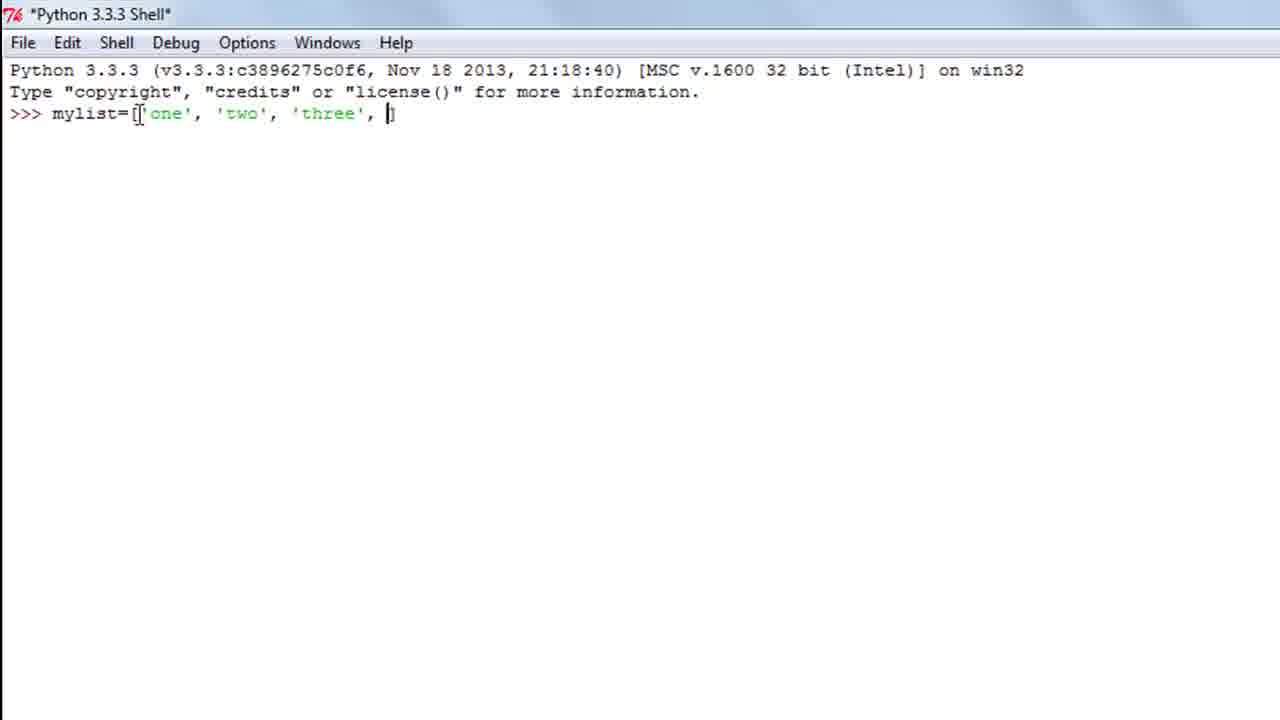 *Python 3.3.3 Shell*
File Edit Shell Debug Options Windows Help
Python 3.3.3 (v3.3.3:c3896275c0f6, Nov 18 2013, 21:18:40) [MSC v.1600 32 bit (Intel)] on win32
Type "copyright", "credits" or "license()" for more information.
>>> mylist=['one', 'two', 'three', ]